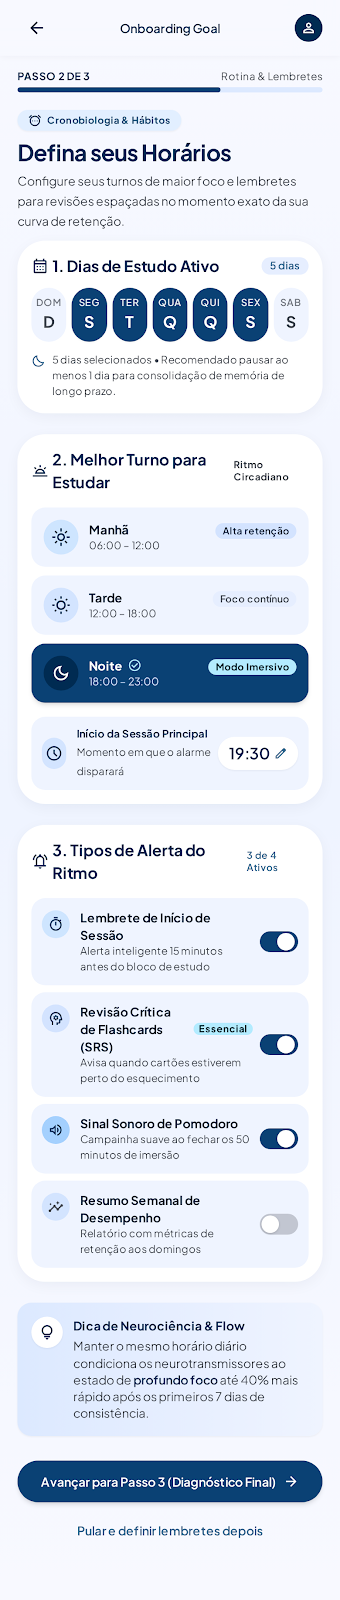 Onboarding Goal
PASSO 2 DE 3
Rotina & Lembretes
Cronobiologia & Hábitos
Defina seus Horários
Configure seus turnos de maior foco e lembretes
para revisões espaçadas no momento exato da sua
curva de retenção.
1. Dias de Estudo Ativo
5 dias
DOM SEG TER QUA QUI SEX SAB
D S T Q Q S S
5 dias selecionados • Recomendado pausar ao
menos 1 dia para consolidação de memória de
longo prazo.
2. Melhor Turno para
Estudar
Ritmo
Circadiano
Manhã
06:00 – 12:00
Alta retenção
Tarde
12:00 – 18:00
Foco contínuo
Noite
18:00 – 23:00
Modo Imersivo
Início da Sessão Principal
Momento em que o alarme
disparará
19:30
3. Tipos de Alerta do
Ritmo
3 de 4
Ativos
Lembrete de Início de
Sessão
Alerta inteligente 15 minutos
antes do bloco de estudo
Revisão Crítica
de Flashcards
(SRS)
Essencial
Avisa quando cartões estiverem
perto do esquecimento
Sinal Sonoro de Pomodoro
Campainha suave ao fechar os 50
minutos de imersão
Resumo Semanal de
Desempenho
Relatório com métricas de
retenção aos domingos
Dica de Neurociência & Flow
Manter o mesmo horário diário
condiciona os neurotransmissores ao
estado de profundo foco até 40% mais
rápido após os primeiros 7 dias de
consistência.
Avançar para Passo 3 (Diagnóstico Final)
Pular e definir lembretes depois